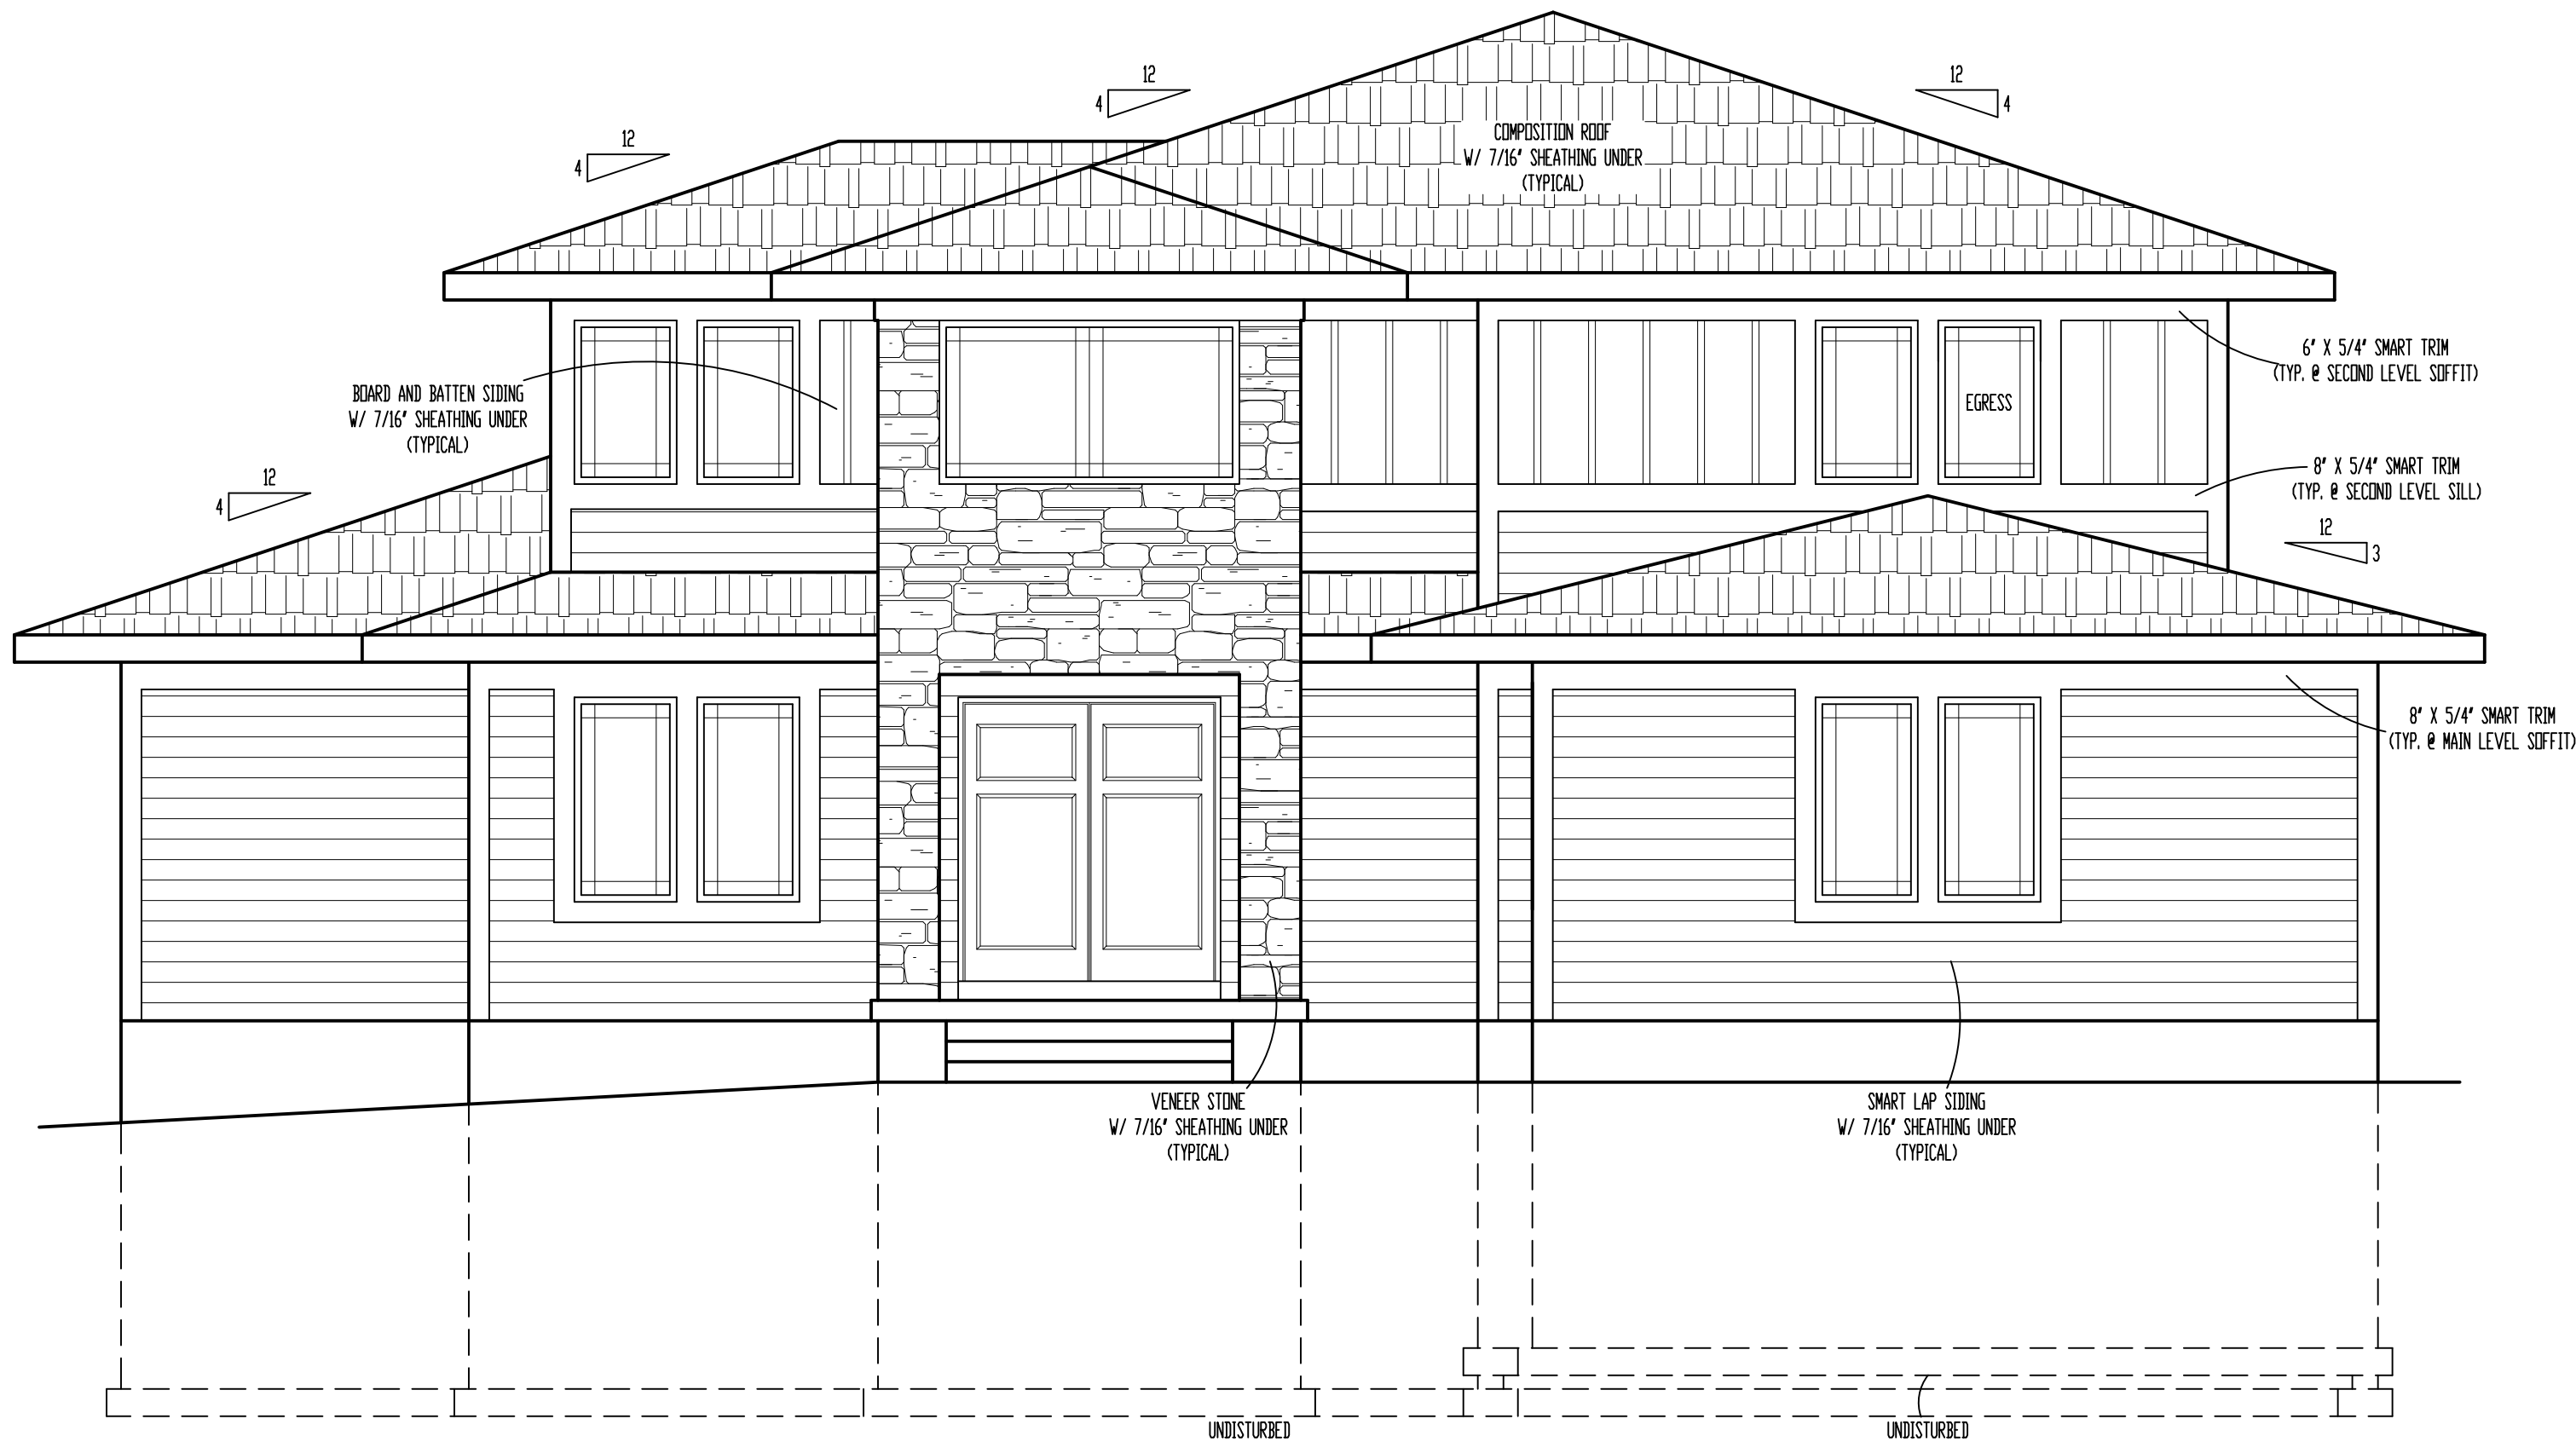 12
4
12
4
12
4
COMPOSITION ROOF
W/ 7/16" SHEATHING UNDER
(TYPICAL)
6" X 5/4" SMART TRIM
(TYP. @ SECOND LEVEL SOFFIT)
BOARD AND BATTEN SIDING
W/ 7/16" SHEATHING UNDER
(TYPICAL)
EGRESS
8" X 5/4" SMART TRIM
(TYP. @ SECOND LEVEL SILL)
12
4
12
3
8" X 5/4" SMART TRIM
(TYP. @ MAIN LEVEL SOFFIT)
VENEER STONE
W/ 7/16" SHEATHING UNDER
(TYPICAL)
SMART LAP SIDING
W/ 7/16" SHEATHING UNDER
(TYPICAL)
UNDISTURBED
UNDISTURBED